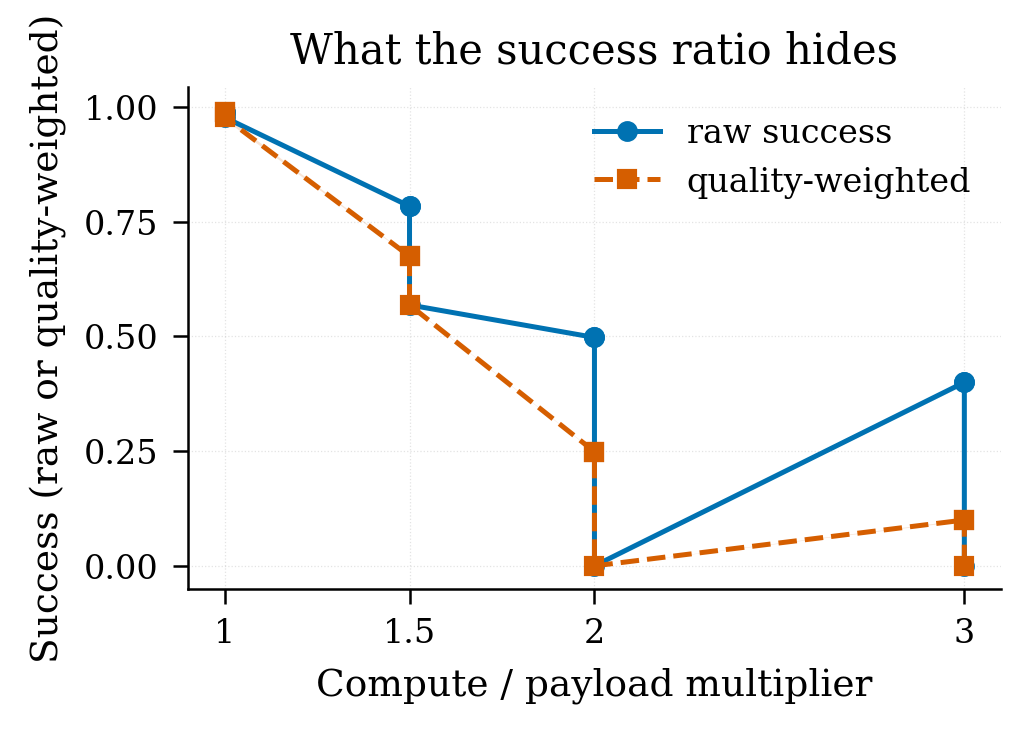 What the success ratio hides
Success (raw or quality-weighted)
1.00
0.75
0.50
0.25
0.00
raw success
quality-weighted
1
1.5
2
3
Compute / payload multiplier